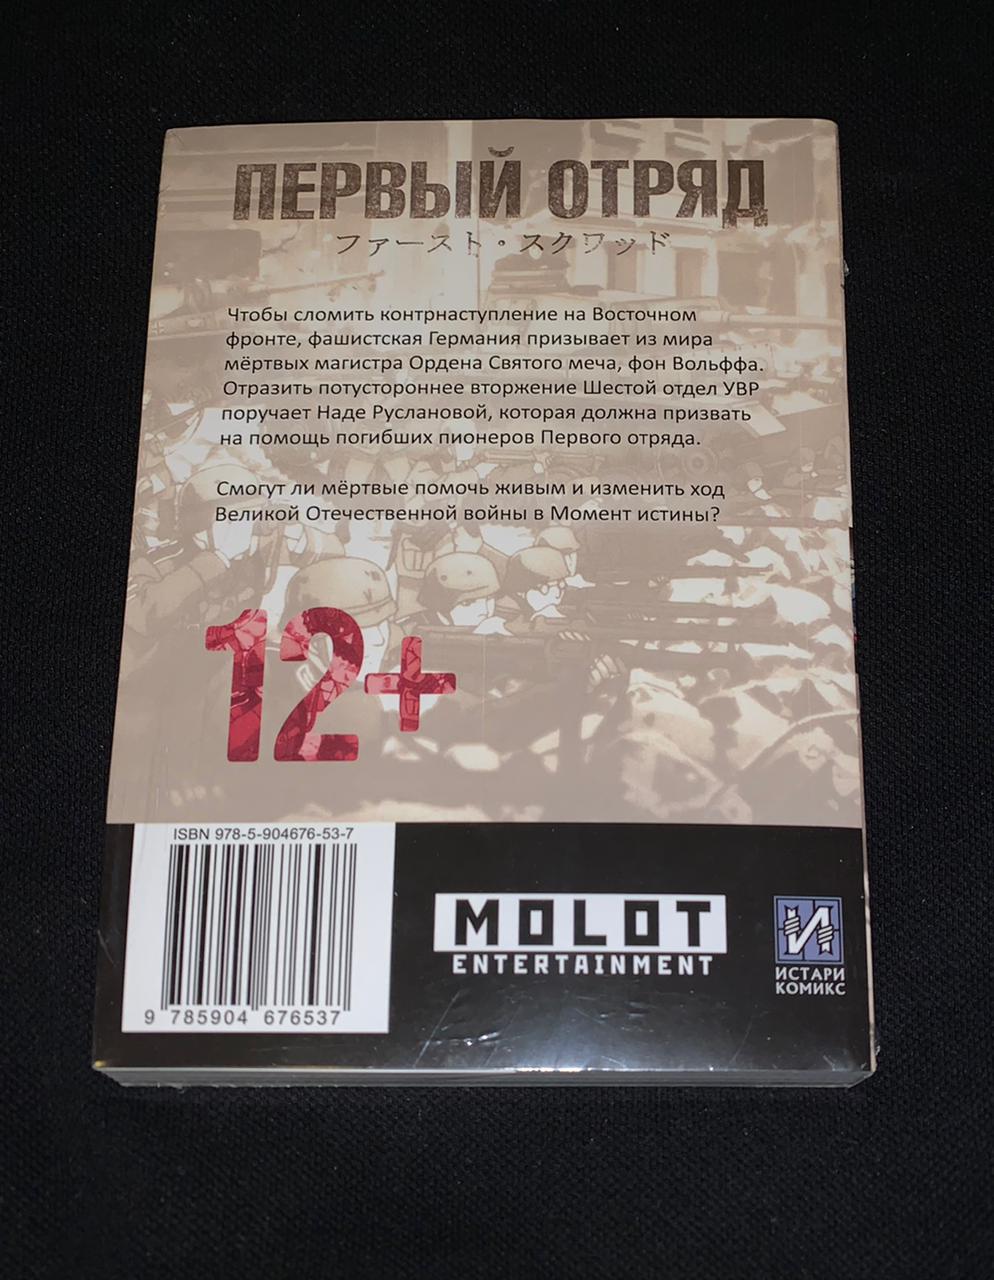 ПЕРВЫЙ ОТРЯД
ファースト・スクワッド
Чтобы сломить контрнаступление на Восточном
фронте, фашистская Германия призывает из мира
мёртвых магистра Ордена Святого меча, фон Вольффа.
Отразить потустороннее вторжение Шестой отдел УВР
поручает Наде Руслановой, которая должна призвать
на помощь погибших пионеров Первого отряда.
Смогут ли мёртвые помочь живым и изменить ход
Великой Отечественной войны в Момент истины?
12+
ISBN 978-5-904676-53-7
9 785904 676537
MOLOT
ENTERTAINMENT
И
ИСТАРИ
КОМИКС